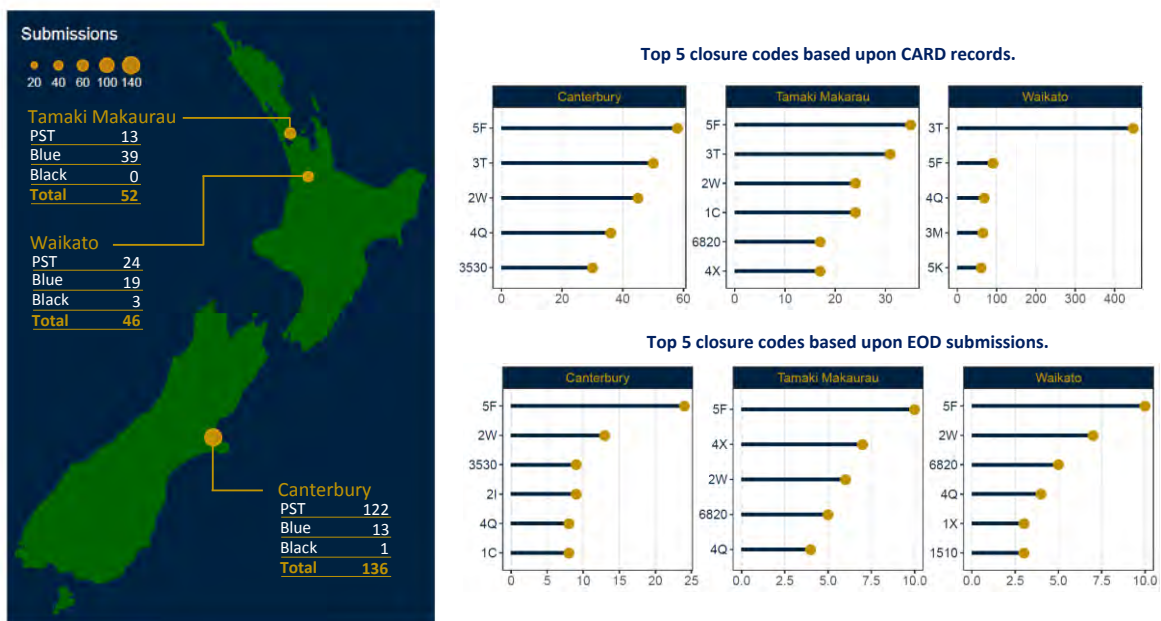 Submissions
20 40 60 100 140
Tamaki Makaurau
PST 13
Blue 39
Black 0
Total 52
Waikato
PST 24
Blue 19
Black 3
Total 46
Canterbury
PST 122
Blue 13
Black 1
Total 136
Top 5 closure codes based upon CARD records.
Canterbury
5F
3T
2W
4Q
3530
0 20 40 60
Tamaki Makarau
5F
3T
2W
1C
6820
4X
0 10 20 30
Waikato
3T
5F
4Q
3M
5K
0 100 200 300 400
Top 5 closure codes based upon EOD submissions.
Canterbury
5F
2W
3530
2I
4Q
1C
0 5 10 15 20 25
Tamaki Makaurau
5F
4X
2W
6820
4Q
0.0 2.5 5.0 7.5 10.0
Waikato
5F
2W
6820
4Q
1X
1510
0.0 2.5 5.0 7.5 10.0